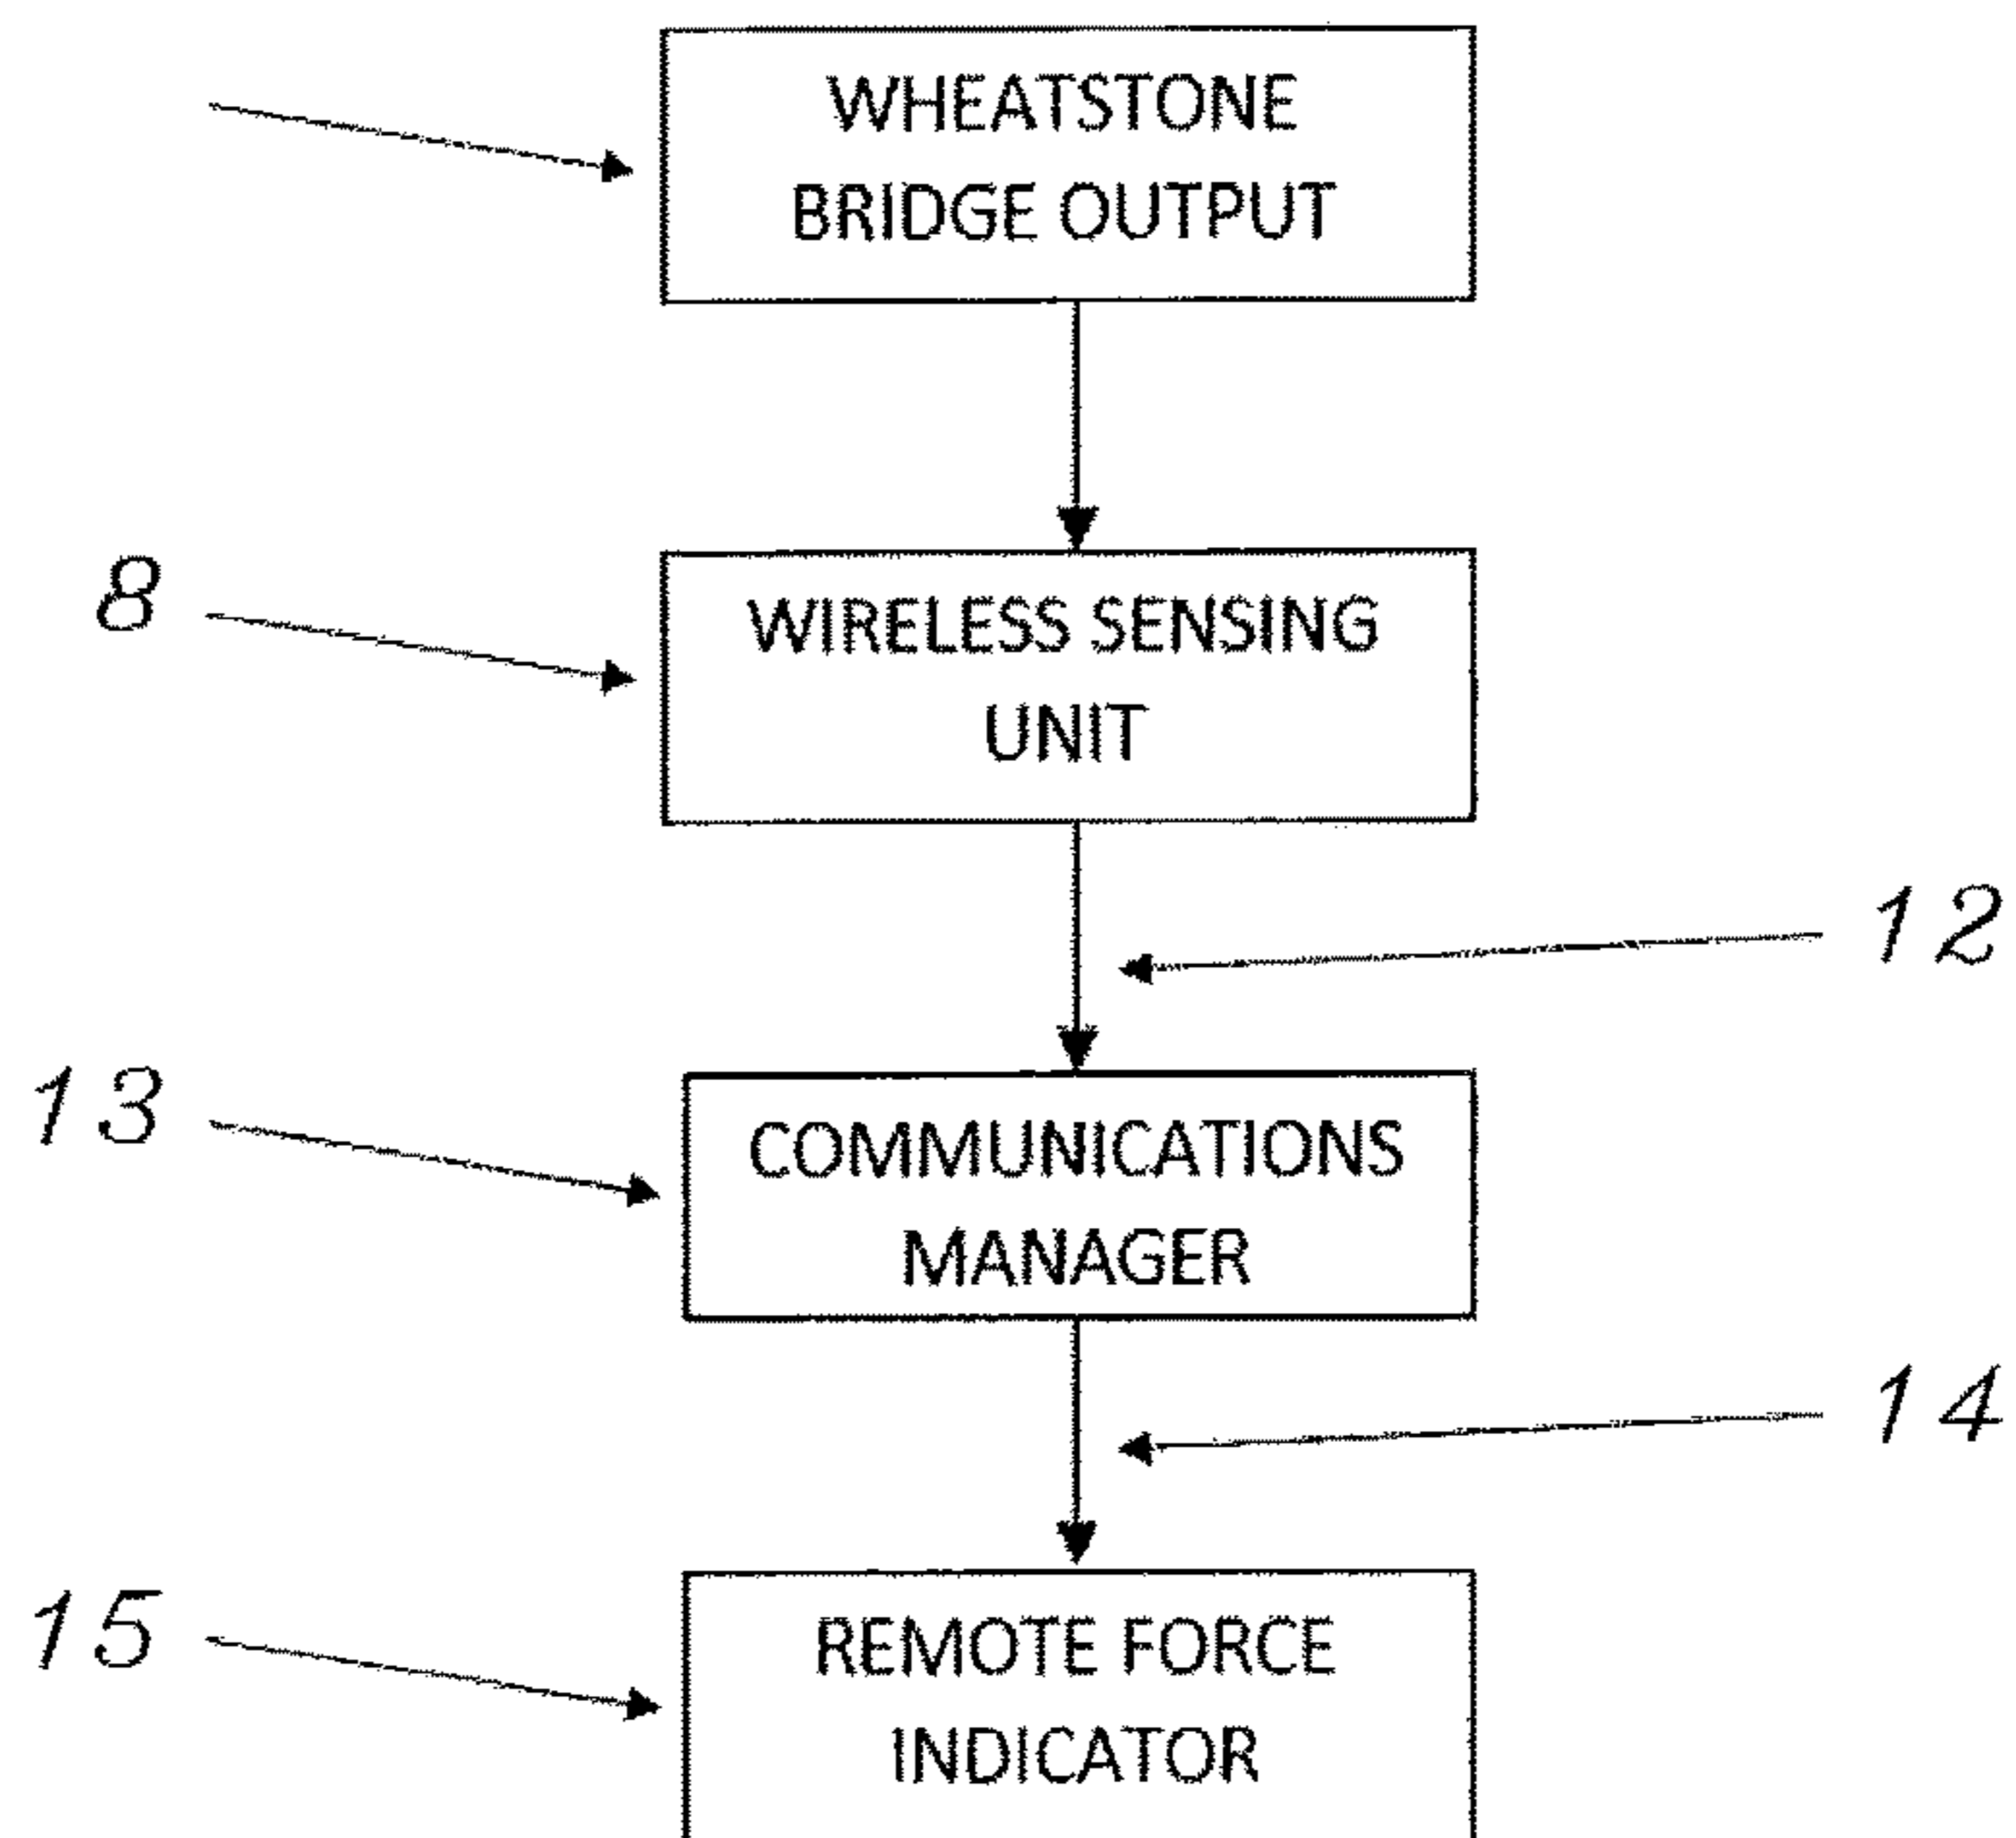 WHEATSTONE
BRIDGE OUTPUT
8
WIRELESS SENSING
UNIT
12
13
COMMUNICATIONS
MANAGER
14
15
REMOTE FORCE
INDICATOR